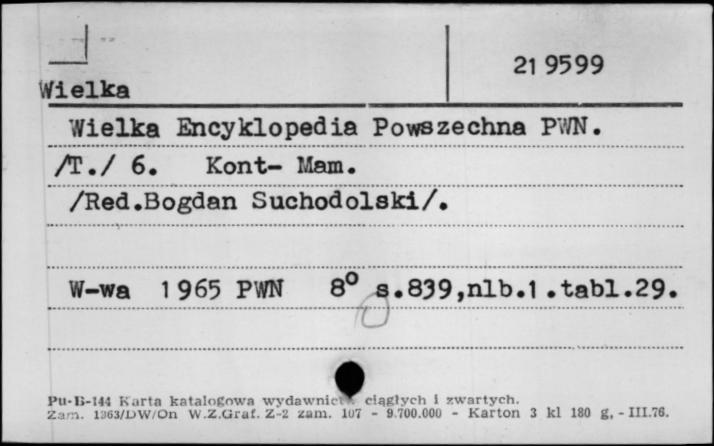 21 9599
Wielka
Wielka Encyklopedia Powszechna PWN.
/T./ 6. Kont- Mam.
/Red.Bogdan Suchodolski/.
W-wa 1965 PWN 8° s.839,nlb.1.tabl.29.
Pu-B-144 Karta katalogowa wydawnictw ciągłych i zwartych.
Zam. 1363/DW/On W.Z.Graf. Z-2 zam. 107 - 9.700.000 - Karton 3 kl 180 g, - III.76.